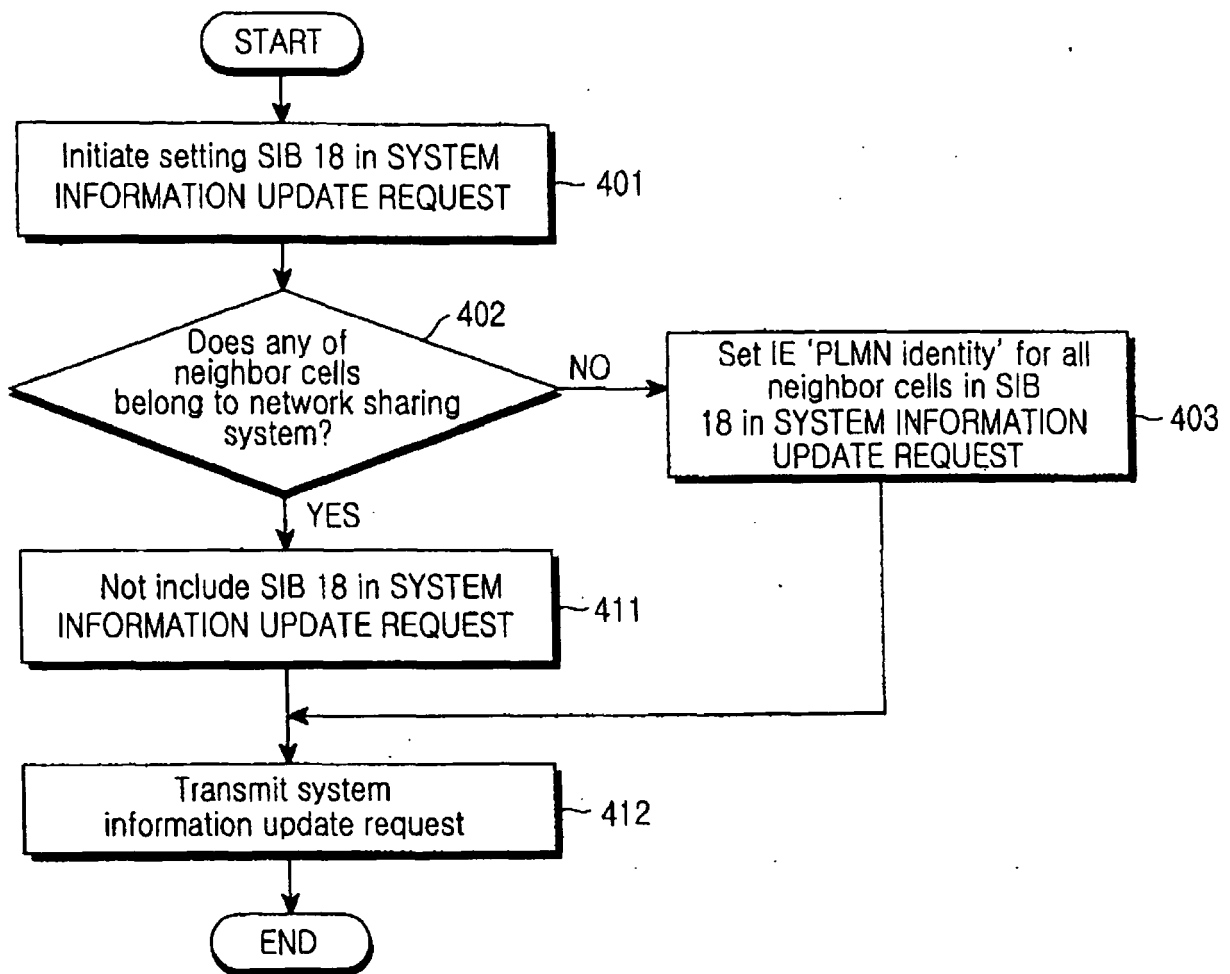 START
Initiate setting SIB 18 in SYSTEM
INFORMATION UPDATE REQUEST
401
402
Does any of
neighbor cells
belong to network sharing
system?
NO
Set IE 'PLMN identity' for all
neighbor cells in SIB
18 in SYSTEM INFORMATION
UPDATE REQUEST
403
YES
Not include SIB 18 in SYSTEM
INFORMATION UPDATE REQUEST
411
Transmit system
information update request
412
END